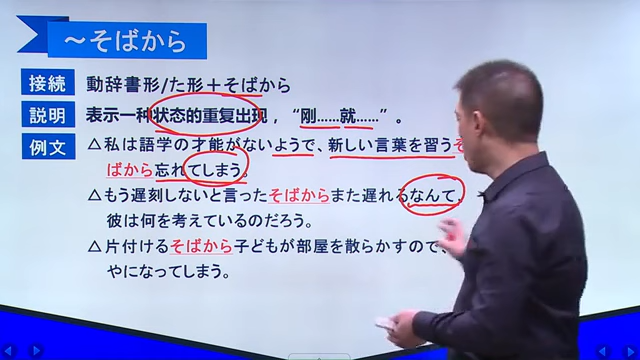 ～そばから
接続 動辞書形/た形＋そばから
説明 表示一种状态的重复出现，“刚……就……”。
例文 △私は語学の才能がないようで、新しい言葉を習うそ
ばから忘れてしまう。
△もう遅刻しないと言ったそばからまた遅れるなんて、
彼は何を考えているのだろう。
△片付けるそばから子どもが部屋を散らかすので、
やになってしまう。